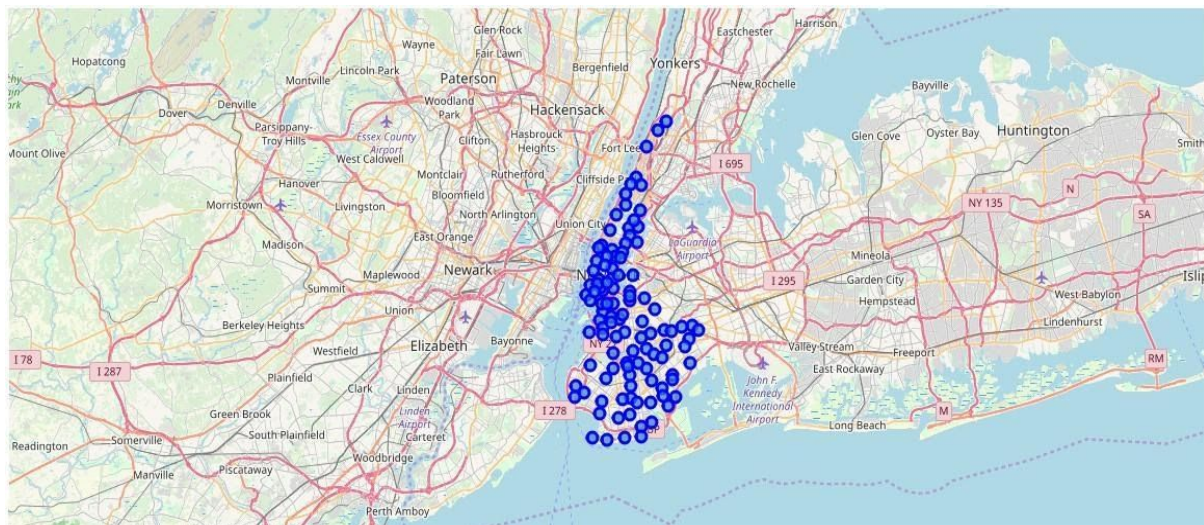 Hopatcong
Glen Rock
Eastchester
Harrison
Wayne
Fair Lawn
Yonkers
Lincoln Park
Bergenfield
Montville
Paterson
New Rochelle
Bayville
Denville
Woodland
Park
Hackensack
Dover
Parsippany-
Troy Hills
Essex County
Airport
Clifton
Hasbrouck
Heights
Fort Lee
Glen Cove
Oyster Bay
Huntington
Mount Olive
West Caldwell
I 695
Montclair
Rutherford
Cliffside
Hanover
Bloomfield
N
Morristown
Livingston
North Arlington
NY 135
Union City
SA
East Orange
LaGuardia
Airport
Madison
Mineola
Maplewood
Newark
N
I 295
Garden City
Summit
Hempstead
West Babylon
Union
Berkeley Heights
Lindenhurst
Elizabeth
Bayonne
NY 2
Valley Stream
Freeport
I 78
Westfield
East Rockaway
RM
I 287
Plainfield
Clark
Linden
John F.
Kennedy
International
Airport
Green Brook
Linden
Airport
I 278
M
Long Beach
Readington
Somerville
South Plainfield
Carteret
Manville
Piscataway
Woodbridge
Perth Amboy